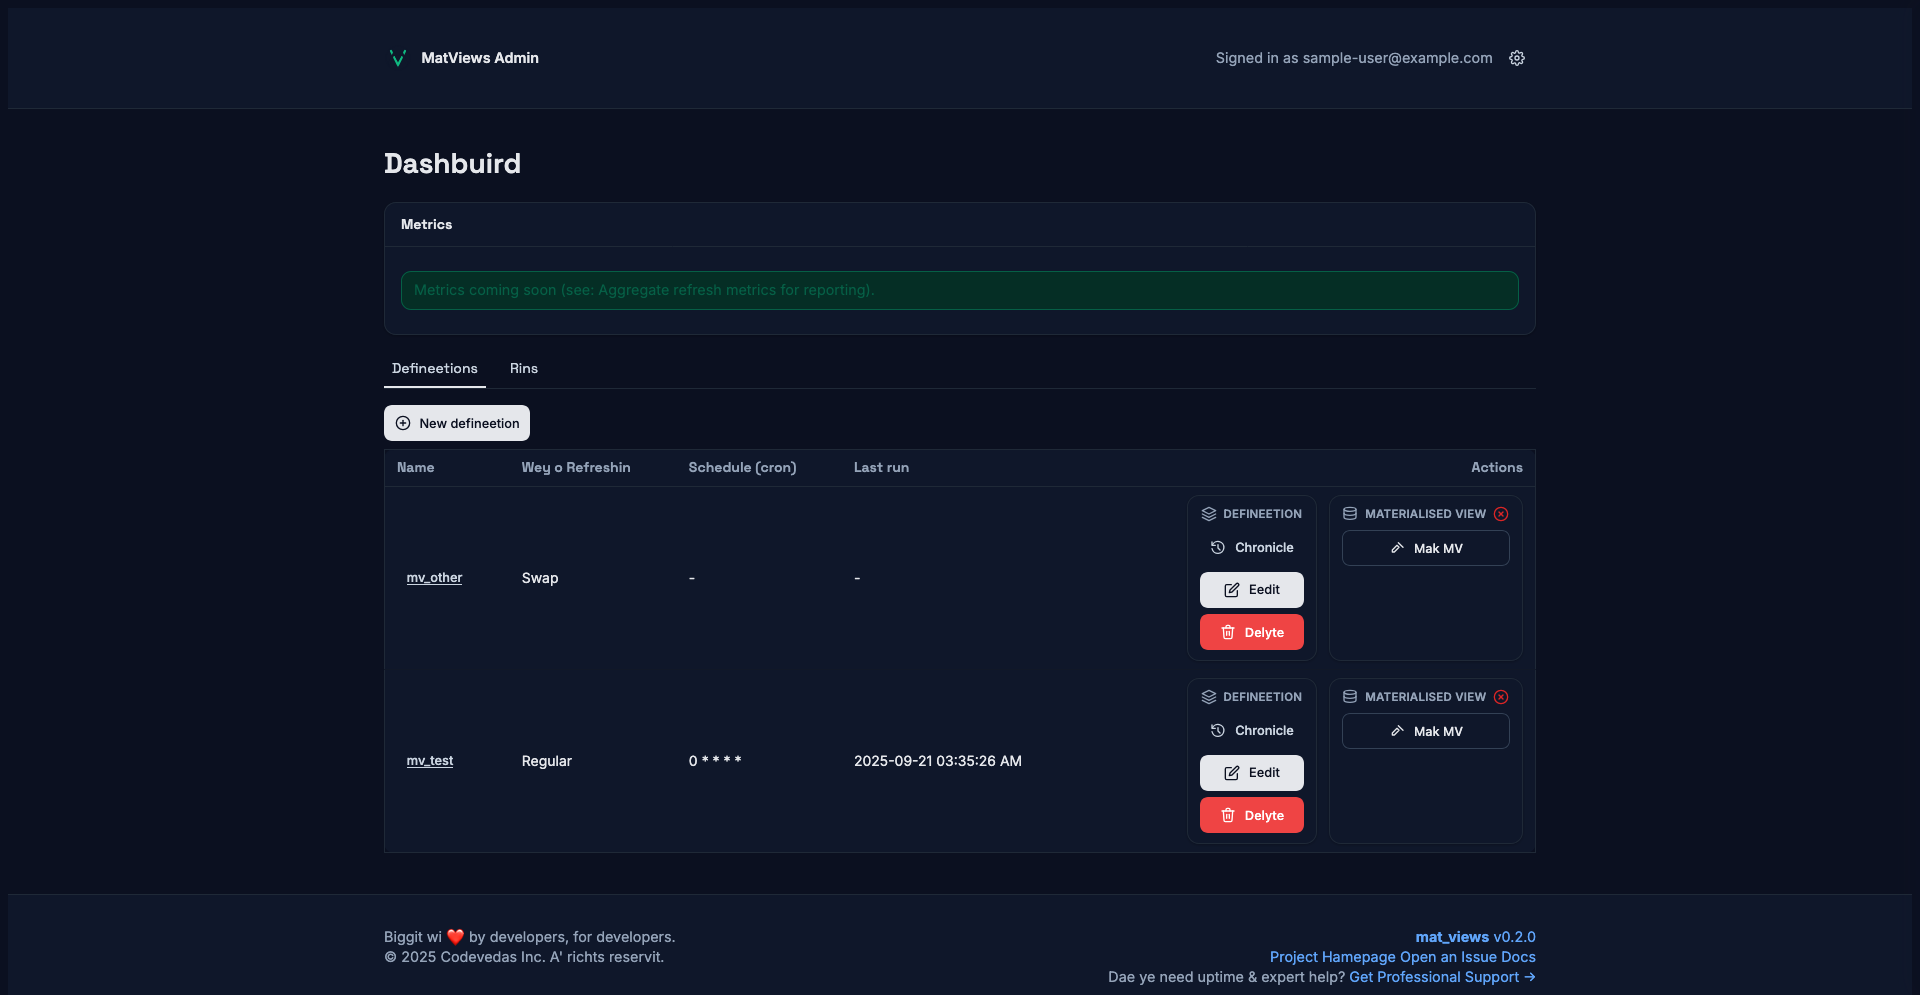 MatViews Admin
Signed in as sample-user@example.com
Dashbuird
Metrics
Metrics coming soon (see: Aggregate refresh metrics for reporting).
Defineetions Rins
New defineetion
Name Wey o Refreshin Schedule (cron) Last run Actions
DEFINEETION MATERIALISED VIEW
Chronicle Mak MV
mv_other Swap - -
Eedit
Delyte
DEFINEETION MATERIALISED VIEW
Chronicle Mak MV
mv_test Regular 0 * * * * 2025-09-21 03:35:26 AM
Eedit
Delyte
Biggit wi ❤️ by developers, for developers.
© 2025 Codevedas Inc. A' richts reservit.
mat_views v0.2.0
Project Hamepage Open an Issue Docs
Dae ye need uptime & expert help? Get Professional Support →